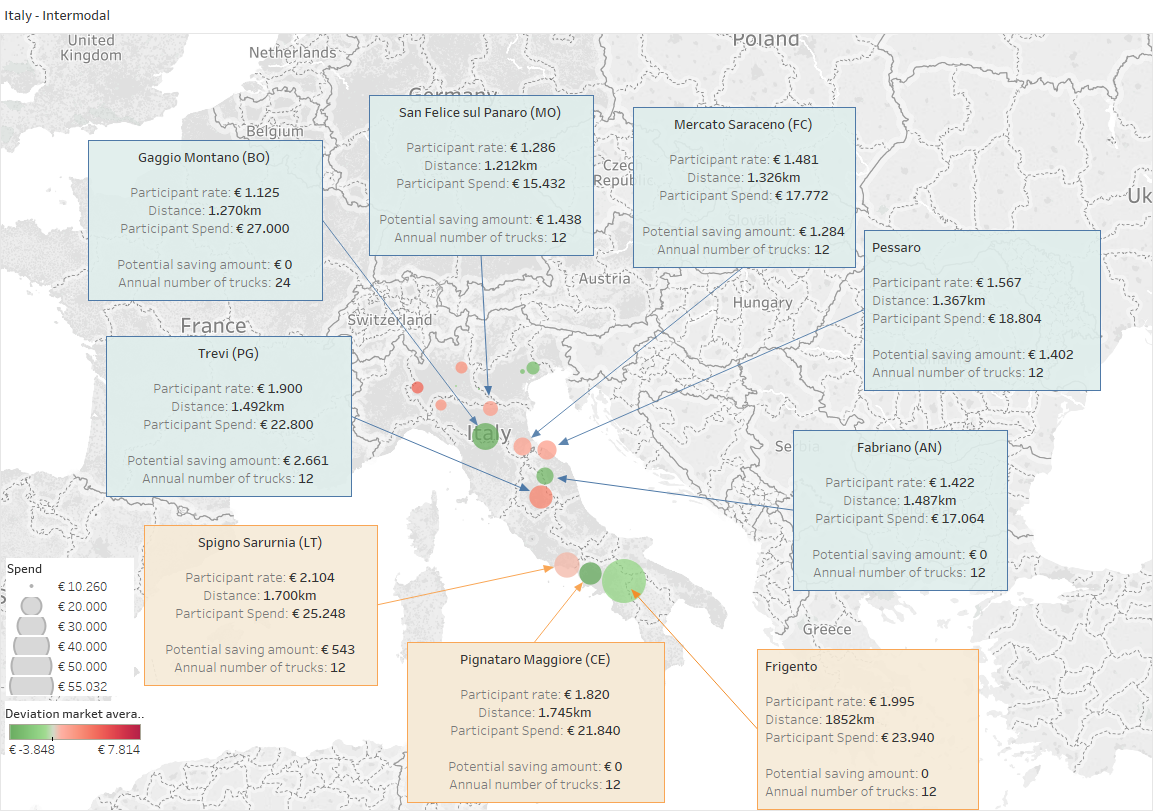 Italy - Intermodal
United
Kingdom
Netherlands
Poland
Germany
Belgium
Czec
Republic
Slovakia
Uk
Austria
Hungary
Switzerland
France
Italy
Serbia
Greece
San Felice sul Panaro (MO)
Participant rate: € 1.286
Distance: 1.212km
Participant Spend: € 15.432
Potential saving amount: € 1.438
Annual number of trucks: 12
Mercato Saraceno (FC)
Participant rate: € 1.481
Distance: 1.326km
Participant Spend: € 17.772
Potential saving amount: € 1.284
Annual number of trucks: 12
Gaggio Montano (BO)
Participant rate: € 1.125
Distance: 1.270km
Participant Spend: € 27.000
Potential saving amount: € 0
Annual number of trucks: 24
Pessaro
Participant rate: € 1.567
Distance: 1.367km
Participant Spend: € 18.804
Potential saving amount: € 1.402
Annual number of trucks: 12
Trevi (PG)
Participant rate: € 1.900
Distance: 1.492km
Participant Spend: € 22.800
Potential saving amount: € 2.661
Annual number of trucks: 12
Fabriano (AN)
Participant rate: € 1.422
Distance: 1.487km
Participant Spend: € 17.064
Potential saving amount: € 0
Annual number of trucks: 12
Spigno Sarurnia (LT)
Participant rate: € 2.104
Distance: 1.700km
Participant Spend: € 25.248
Potential saving amount: € 543
Annual number of trucks: 12
Pignataro Maggiore (CE)
Participant rate: € 1.820
Distance: 1.745km
Participant Spend: € 21.840
Potential saving amount: € 0
Annual number of trucks: 12
Frigento
Participant rate: € 1.995
Distance: 1852km
Participant Spend: € 23.940
Potential saving amount: 0
Annual number of trucks: 12
Spend
€ 10.260
€ 20.000
€ 30.000
€ 40.000
€ 50.000
€ 55.032
Deviation market avera..
€ -3.848
€ 7.814